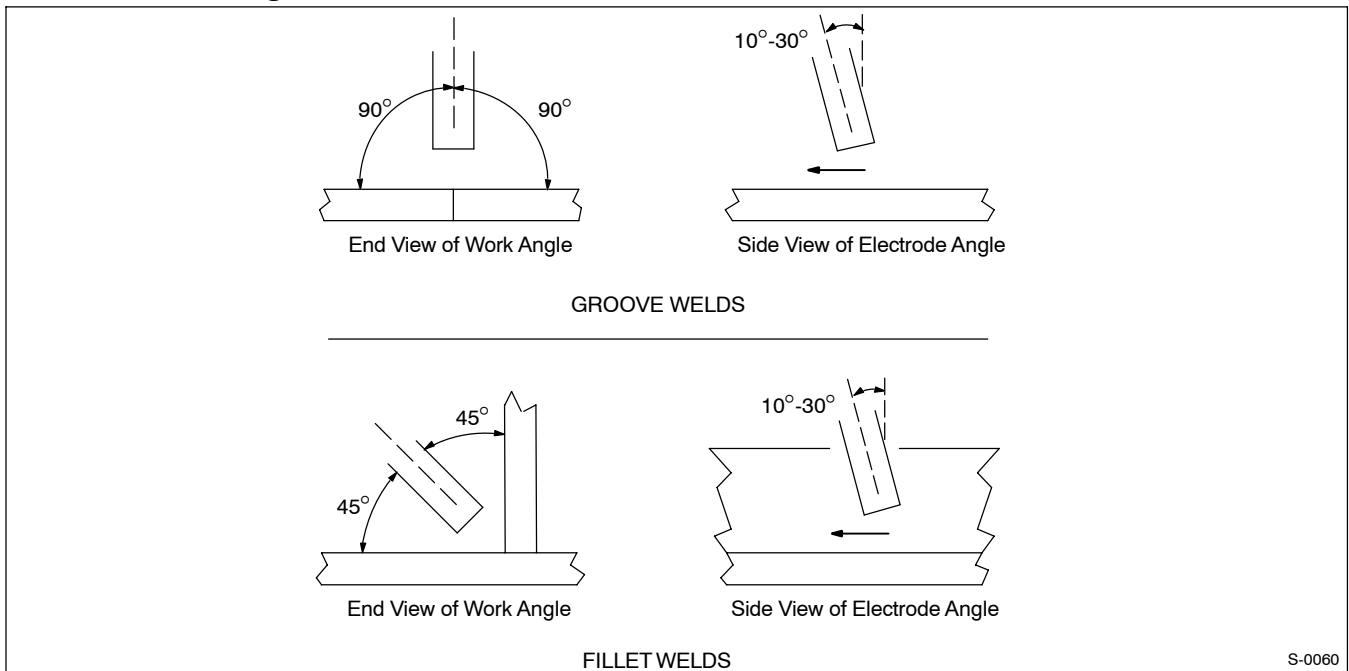 10°-30°
90°
90°
End View of Work Angle
Side View of Electrode Angle
GROOVE WELDS
10°-30°
45°
45°
End View of Work Angle
Side View of Electrode Angle
FILLET WELDS
S-0060